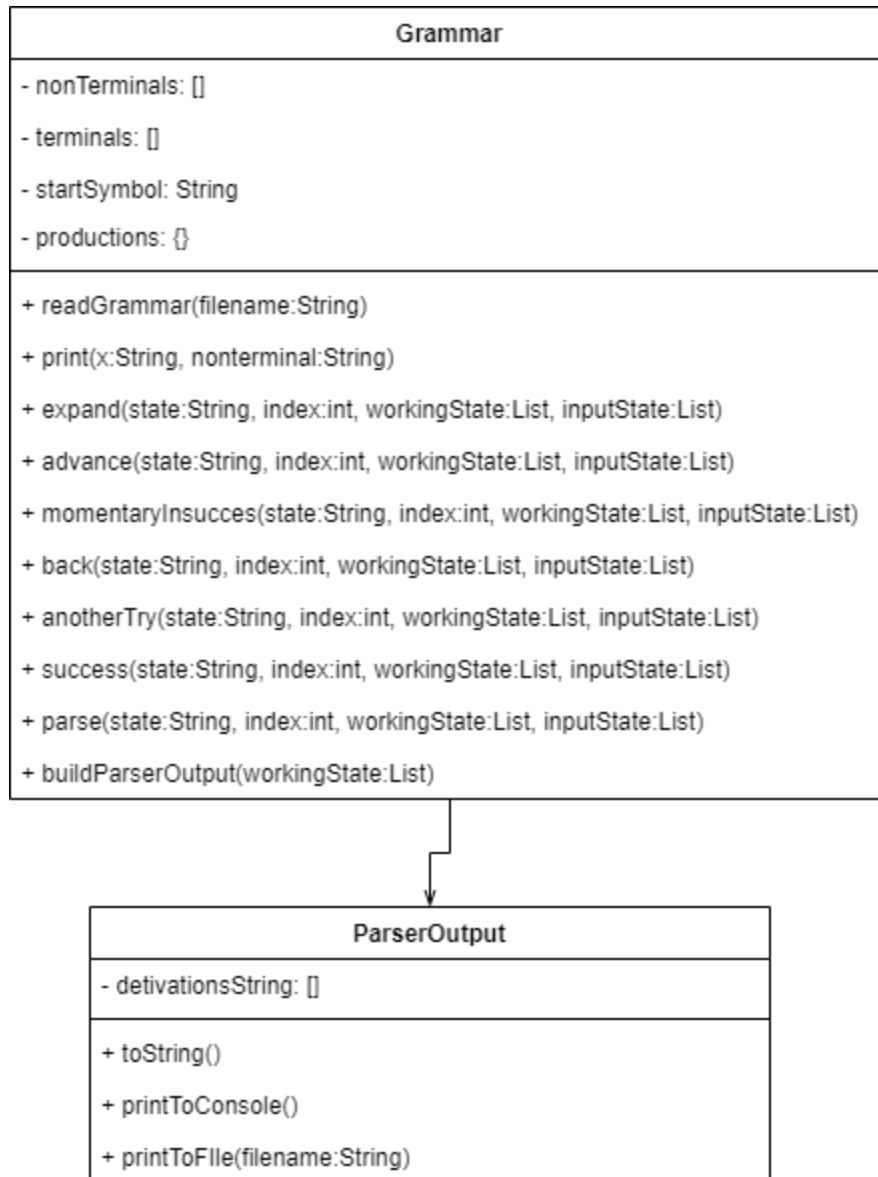 Grammar
- nonTerminals: []
- terminals: []
- startSymbol: String
- productions: {}
+ readGrammar(filename:String)
+ print(x:String, nonterminal:String)
+ expand(state:String, index:int, workingState:List, inputState:List)
+ advance(state:String, index:int, workingState:List, inputState:List)
+ momentaryInsucces(state:String, index:int, workingState:List, inputState:List)
+ back(state:String, index:int, workingState:List, inputState:List)
+ anotherTry(state:String, index:int, workingState:List, inputState:List)
+ success(state:String, index:int, workingState:List, inputState:List)
+ parse(state:String, index:int, workingState:List, inputState:List)
+ buildParserOutput(workingState:List)
ParserOutput
- detivationsString: []
+ toString()
+ printToConsole()
+ printToFIle(filename:String)